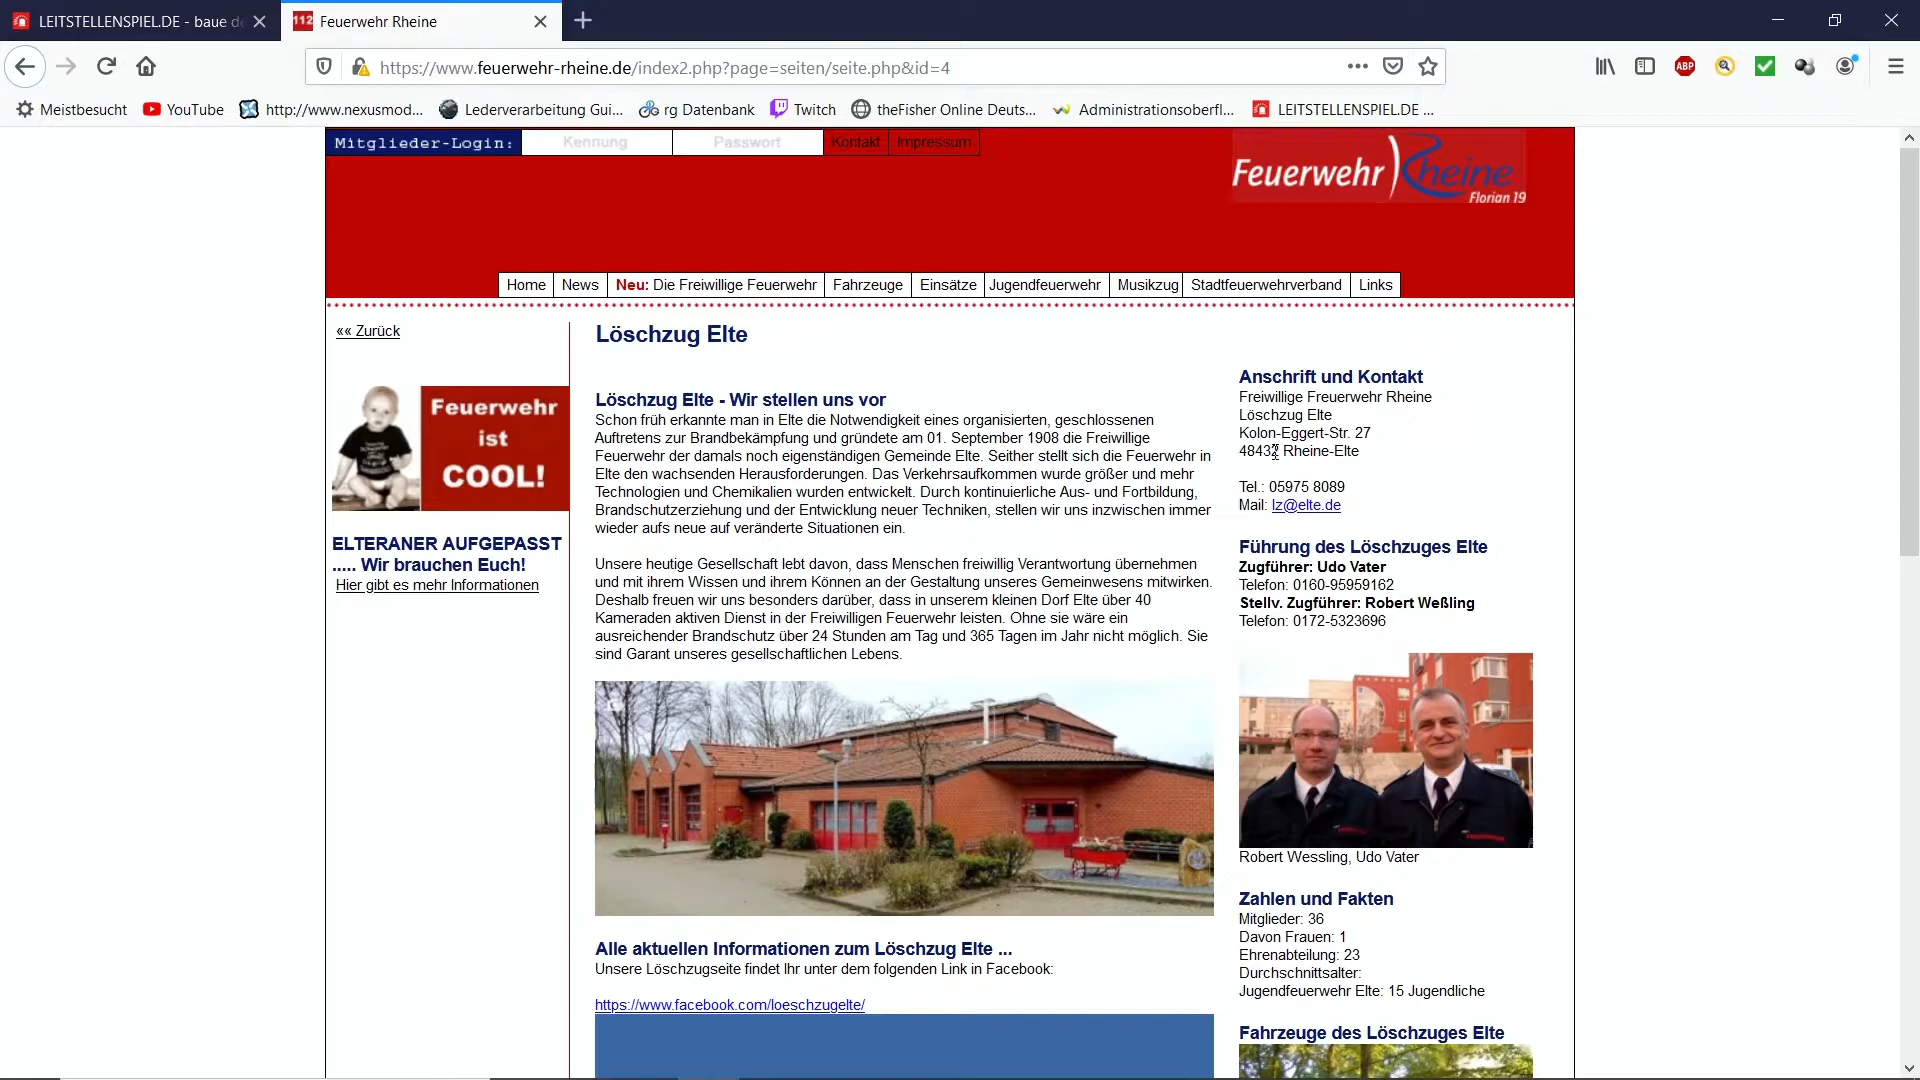 LEITSTELLENSPIEL.DE - baue de
112 Feuerwehr Rheine
https://www.feuerwehr-rheine.de/index2.php?page=seiten/seite.php&id=4
ABP
Meistbesucht
YouTube
http://www.nexusmod...
Lederverarbeitung Gui...
rg Datenbank
Twitch
theFisher Online Deuts...
Administrationsoberfl...
LEITSTELLENSPIEL.DE ...
Mitglieder-Login:
Kennung
Passwort
Kontakt
Impressum
Feuerwehr Rheine
Florian 19
Home
News
Neu: Die Freiwillige Feuerwehr
Fahrzeuge
Einsätze
Jugendfeuerwehr
Musikzug
Stadtfeuerwehrverband
Links
«« Zurück
Feuerwehr
ist
COOL!
ELTERANER AUFGEPASST
..... Wir brauchen Euch!
Hier gibt es mehr Informationen
Löschzug Elte
Löschzug Elte - Wir stellen uns vor
Schon früh erkannte man in Elte die Notwendigkeit eines organisierten, geschlossenen
Auftretens zur Brandbekämpfung und gründete am 01. September 1908 die Freiwillige
Feuerwehr der damals noch eigenständigen Gemeinde Elte. Seither stellt sich die Feuerwehr in
Elte den wachsenden Herausforderungen. Das Verkehrsaufkommen wurde größer und mehr
Technologien und Chemikalien wurden entwickelt. Durch kontinuierliche Aus- und Fortbildung,
Brandschutzerziehung und der Entwicklung neuer Techniken, stellen wir uns inzwischen immer
wieder aufs neue auf veränderte Situationen ein.
Unsere heutige Gesellschaft lebt davon, dass Menschen freiwillig Verantwortung übernehmen
und mit ihrem Wissen und ihrem Können an der Gestaltung unseres Gemeinwesens mitwirken.
Deshalb freuen wir uns besonders darüber, dass in unserem kleinen Dorf Elte über 40
Kameraden aktiven Dienst in der Freiwilligen Feuerwehr leisten. Ohne sie wäre ein
ausreichender Brandschutz über 24 Stunden am Tag und 365 Tagen im Jahr nicht möglich. Sie
sind Garant unseres gesellschaftlichen Lebens.
Alle aktuellen Informationen zum Löschzug Elte ...
Unsere Löschzugseite findet Ihr unter dem folgenden Link in Facebook:
https://www.facebook.com/loeschzugelte/
Anschrift und Kontakt
Freiwillige Freuerwehr Rheine
Löschzug Elte
Kolon-Eggert-Str. 27
Rheine-Elte
Tel.: 05975 8089
Mail: lz@elte.de
Führung des Löschzuges Elte
Zugführer: Udo Vater
Telefon: 0160-95959162
Stellv. Zugführer: Robert Weßling
Telefon: 0172-5323696
Robert Wessling, Udo Vater
Zahlen und Fakten
Mitglieder: 36
Davon Frauen: 1
Ehrenabteilung: 23
Durchschnittsalter:
Jugendfeuerwehr Elte: 15 Jugendliche
Fahrzeuge des Löschzuges Elte